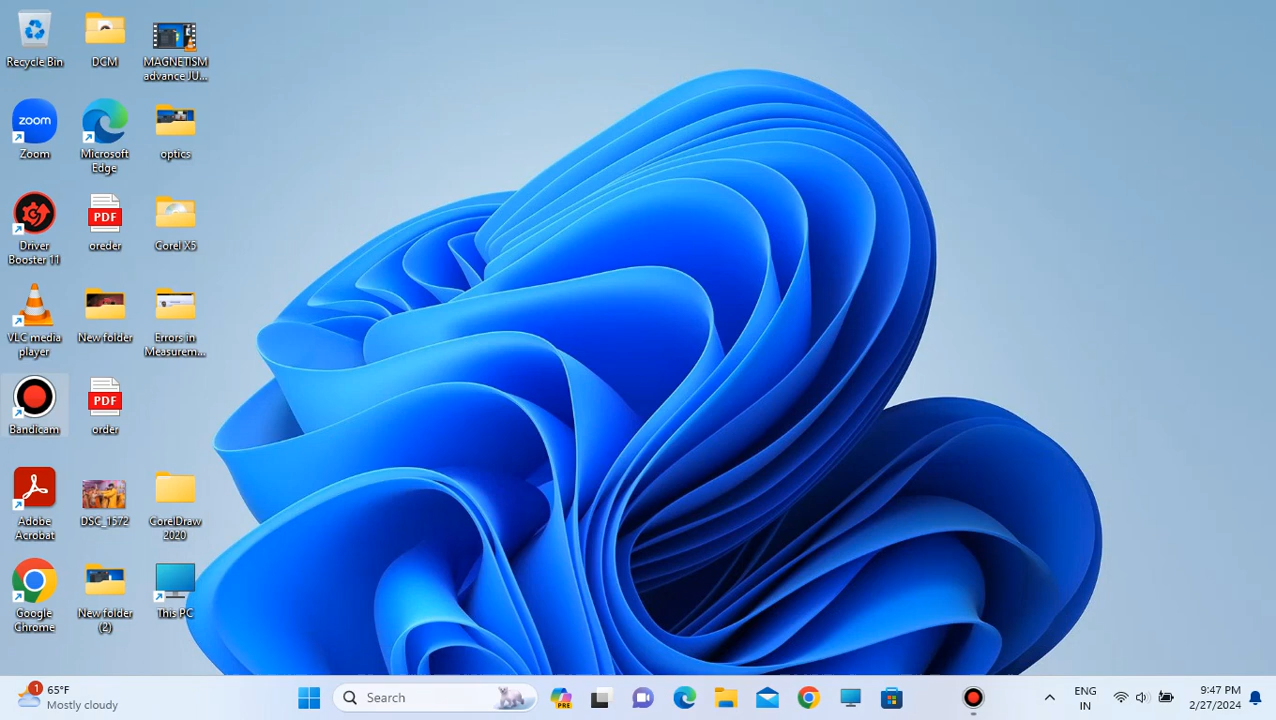 Recycle Bin
DCM
MAGNETISM
advance JU...
zoom
Zoom
Microsoft
Edge
optics
Driver
Booster 11
PDF
oreder
Corel X5
VLC media
player
New folder
Errors in
Measurem...
Bandicam
PDF
order
Adobe
Acrobat
DSC_1572
CorelDraw
2020
Google
Chrome
New folder
(2)
This PC
1
65°F
Mostly cloudy
Search
PRE
ENG
IN
9:47 PM
2/27/2024